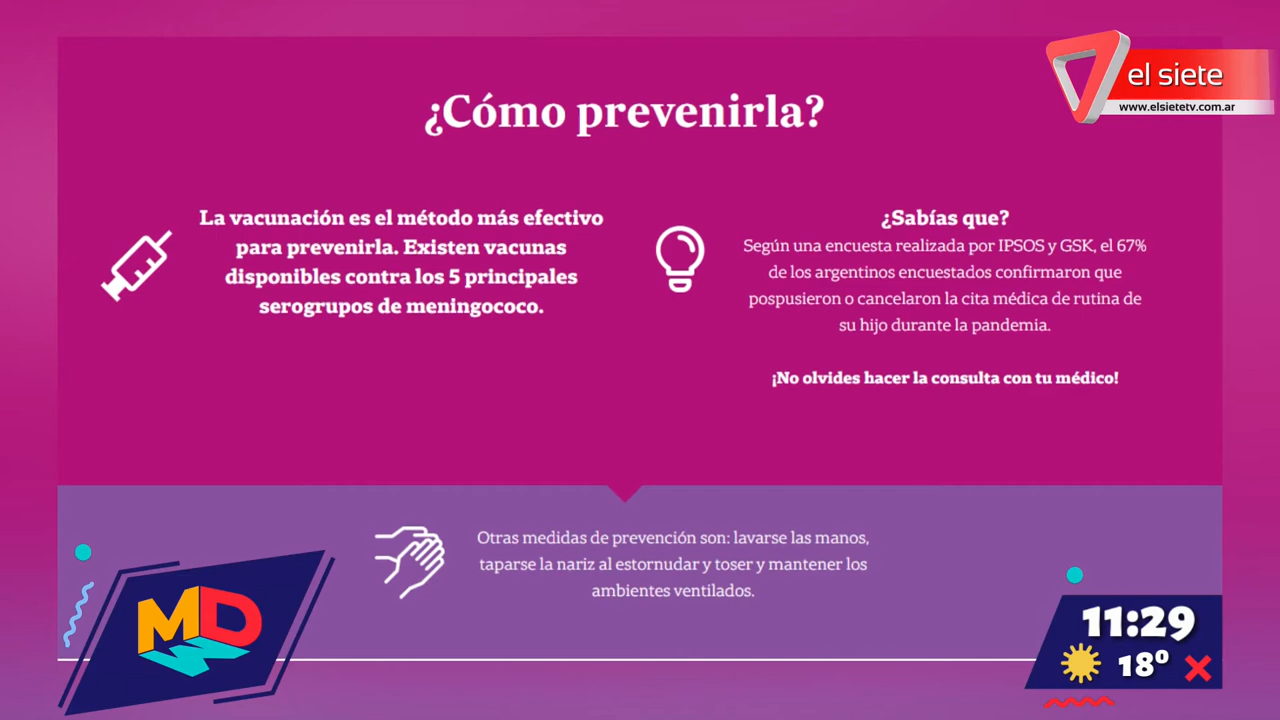 el siete
www.elsietetv.com.ar
¿Cómo prevenirla?
La vacunación es el método más efectivo
para prevenirla. Existen vacunas
disponibles contra los 5 principales
serogrupos de meningococo.
¿Sabías que?
Según una encuesta realizada por IPSOS y GSK, el 67%
de los argentinos encuestados confirmaron que
pospusieron o cancelaron la cita médica de rutina de
su hijo durante la pandemia.
¡No olvides hacer la consulta con tu médico!
Otras medidas de prevención son: lavarse las manos,
taparse la nariz al estornudar y toser y mantener los
ambientes ventilados.
MD
11:29
18º